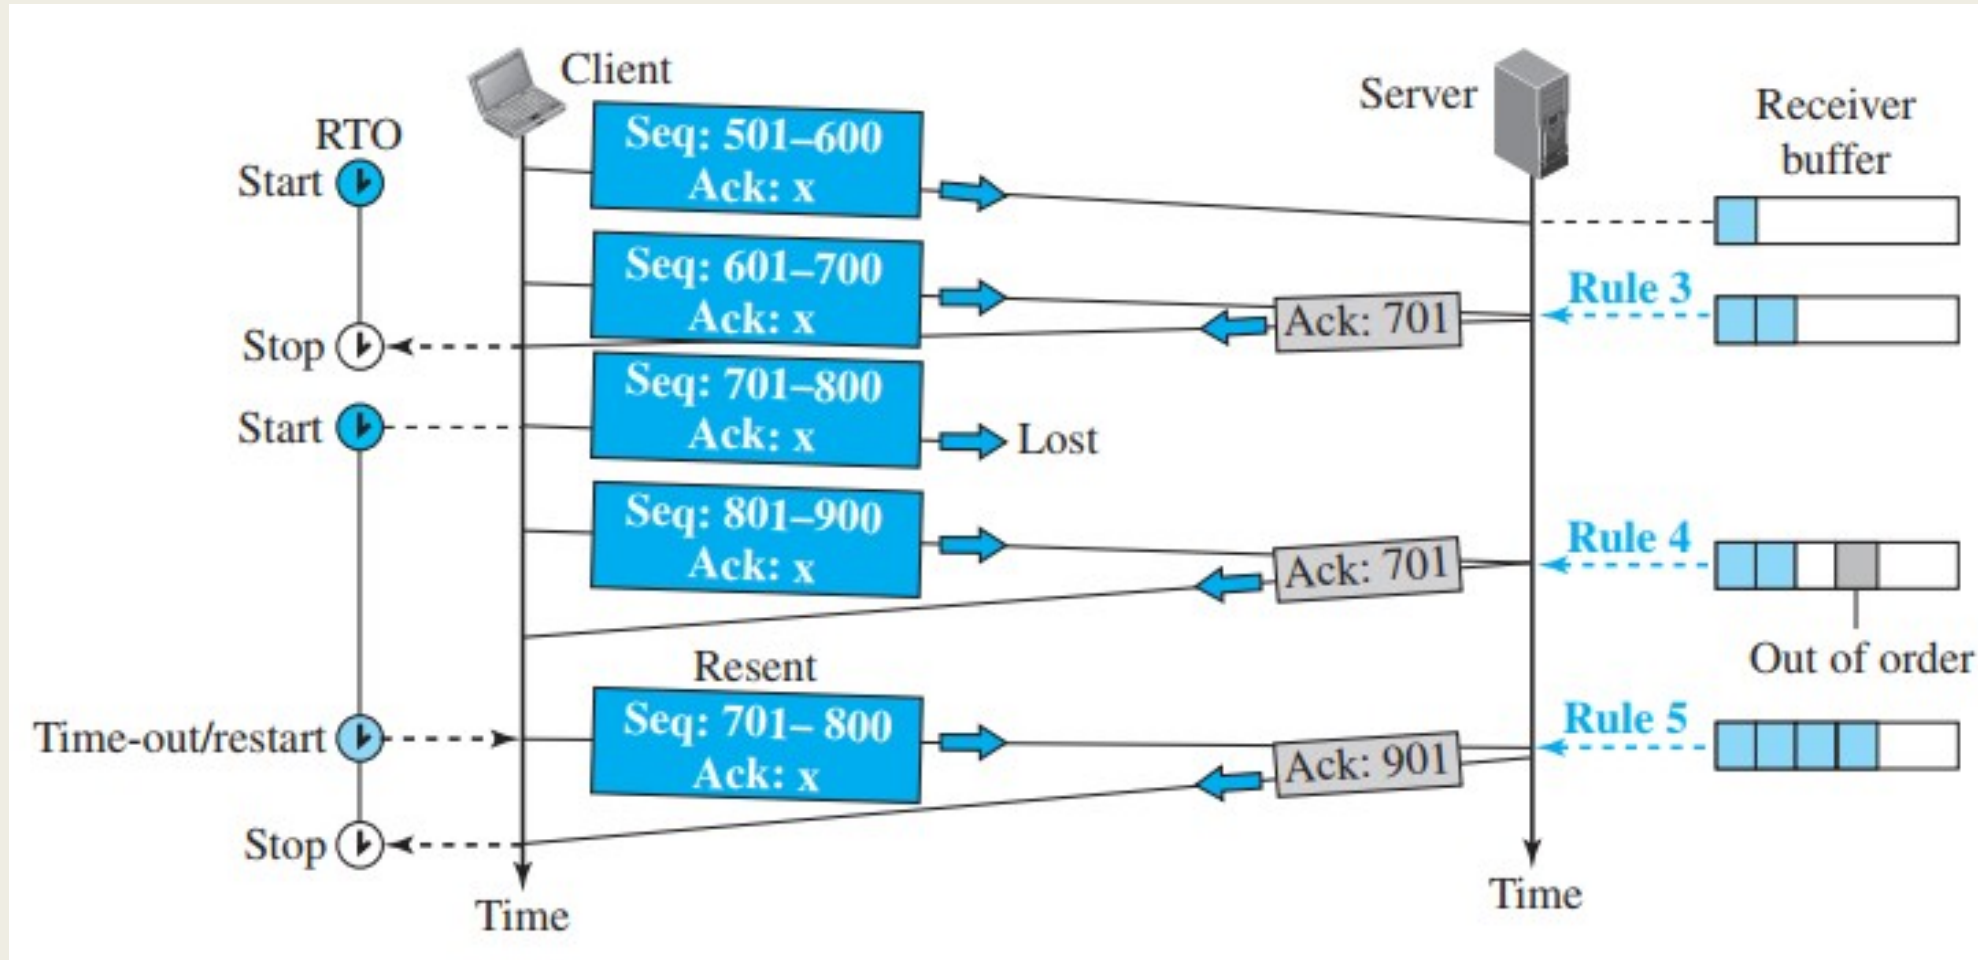 Client
Server
Receiver
buffer
RTO
Start
Seq: 501–600
Ack: x
Seq: 601–700
Ack: x
Rule 3
Ack: 701
Stop
Seq: 701–800
Ack: x
Start
Lost
Seq: 801–900
Ack: x
Rule 4
Ack: 701
Out of order
Resent
Time-out/restart
Seq: 701– 800
Ack: x
Rule 5
Ack: 901
Stop
Time
Time